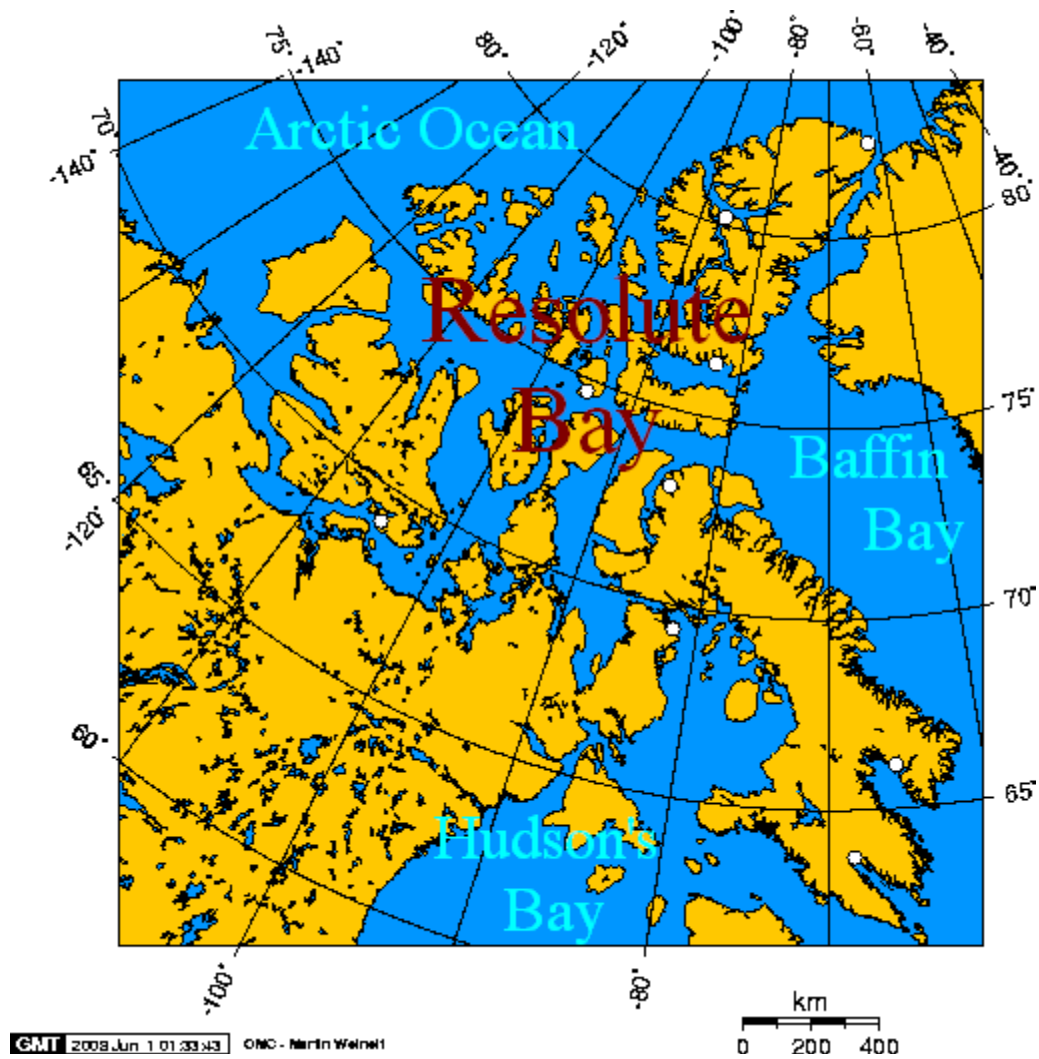 75° -140° 80° -120° -100° -80° -60° -40°
70°
-140°
Arctic Ocean
40°
80°
Resolute
75°
Bay
Baffin
Bay
65°
-120°
70°
60°
65°
Hudson's
Bay
-100°
-80°
km
0 200 400
GMT 2008 Jun 1 01:33:43 OMC - Martin Weinelt